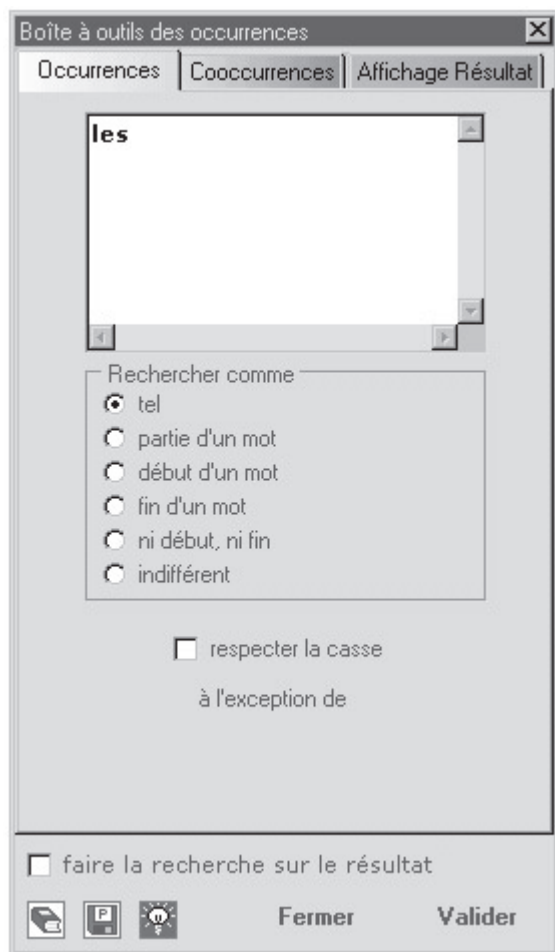 Boîte à outils des occurrences
Occurrences Cooccurrences Affichage Résultat
les
Rechercher comme
tel
partie d'un mot
début d'un mot
fin d'un mot
ni début, ni fin
indifférent
respecter la casse
à l'exception de
faire la recherche sur le résultat
P
Fermer Valider